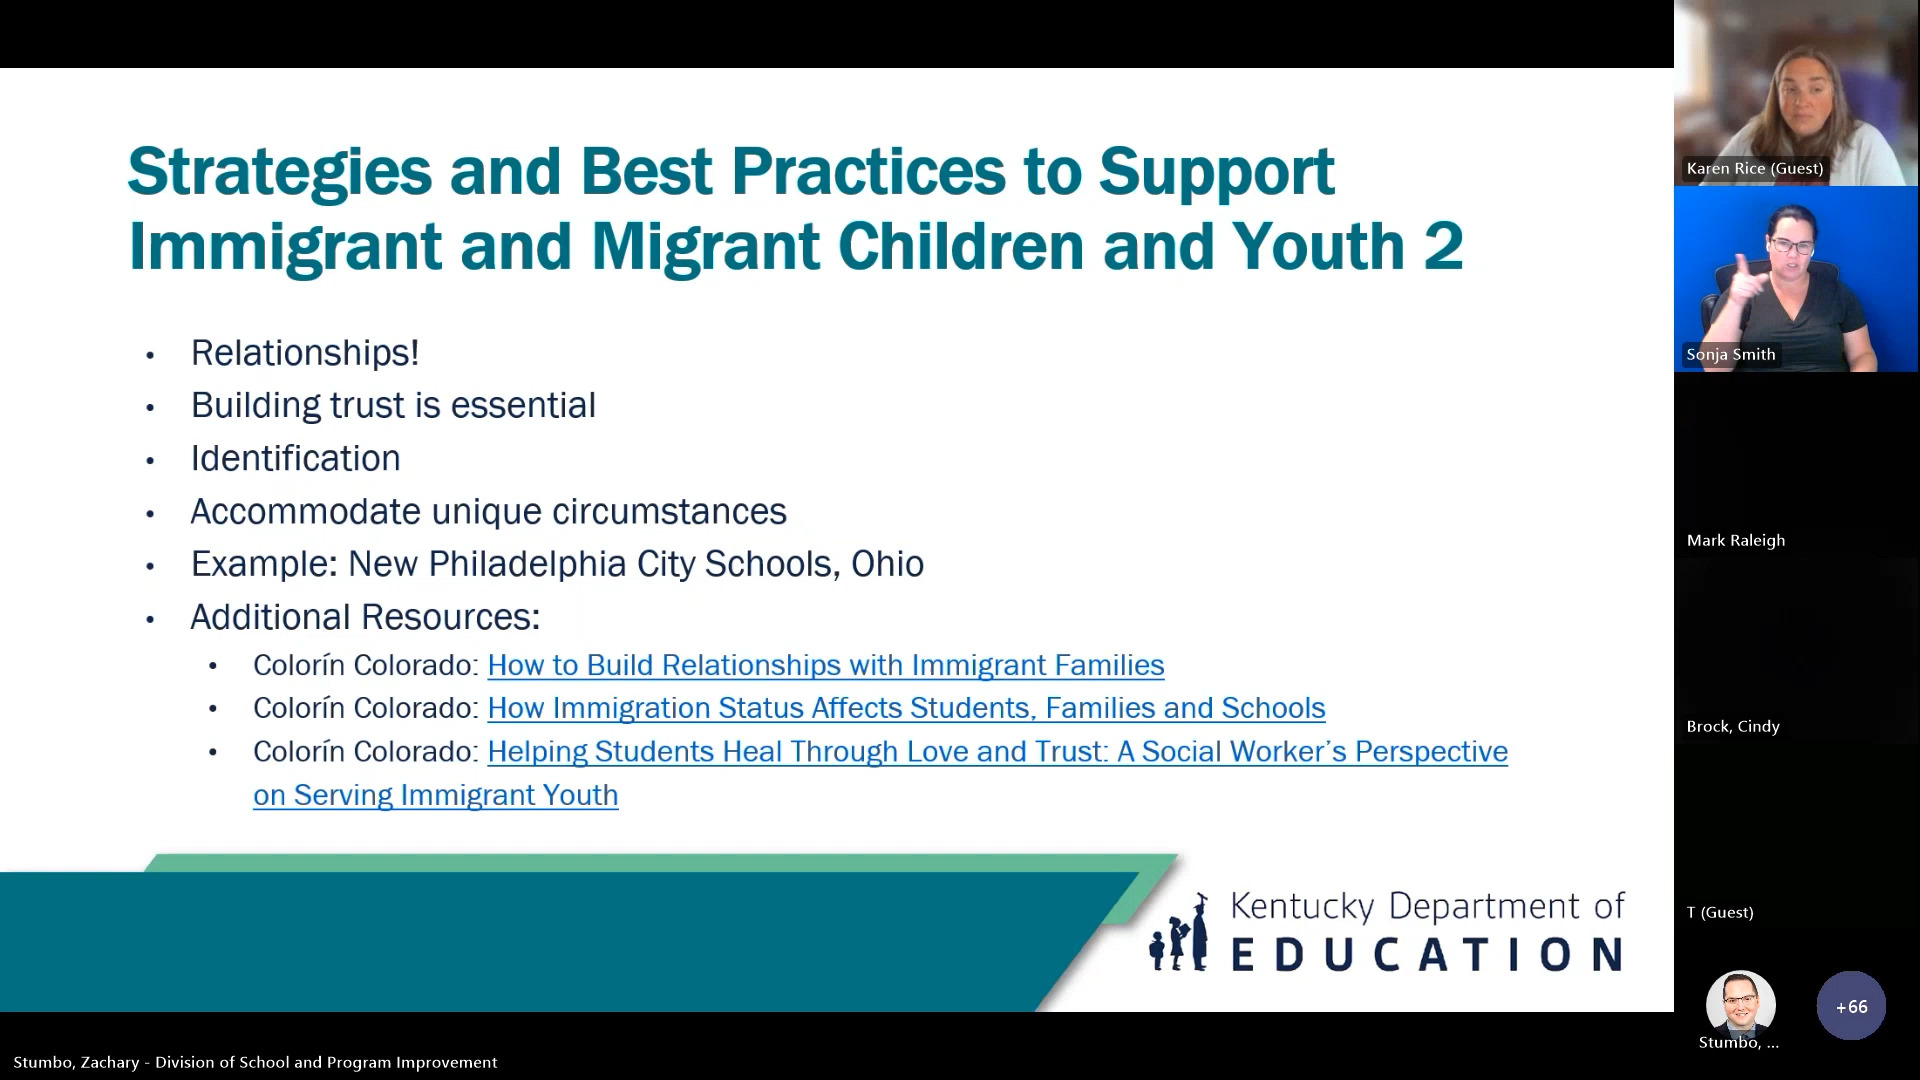 Strategies and Best Practices to Support
Immigrant and Migrant Children and Youth 2
• Relationships!
• Building trust is essential
• Identification
• Accommodate unique circumstances
• Example: New Philadelphia City Schools, Ohio
• Additional Resources:
• Colorín Colorado: How to Build Relationships with Immigrant Families
• Colorín Colorado: How Immigration Status Affects Students, Families and Schools
• Colorín Colorado: Helping Students Heal Through Love and Trust: A Social Worker’s Perspective
on Serving Immigrant Youth
Kentucky Department of
EDUCATION
Stumbo, Zachary - Division of School and Program Improvement
Karen Rice (Guest)
Sonja Smith
Mark Raleigh
Brock, Cindy
T (Guest)
Stumbo, ...
+66